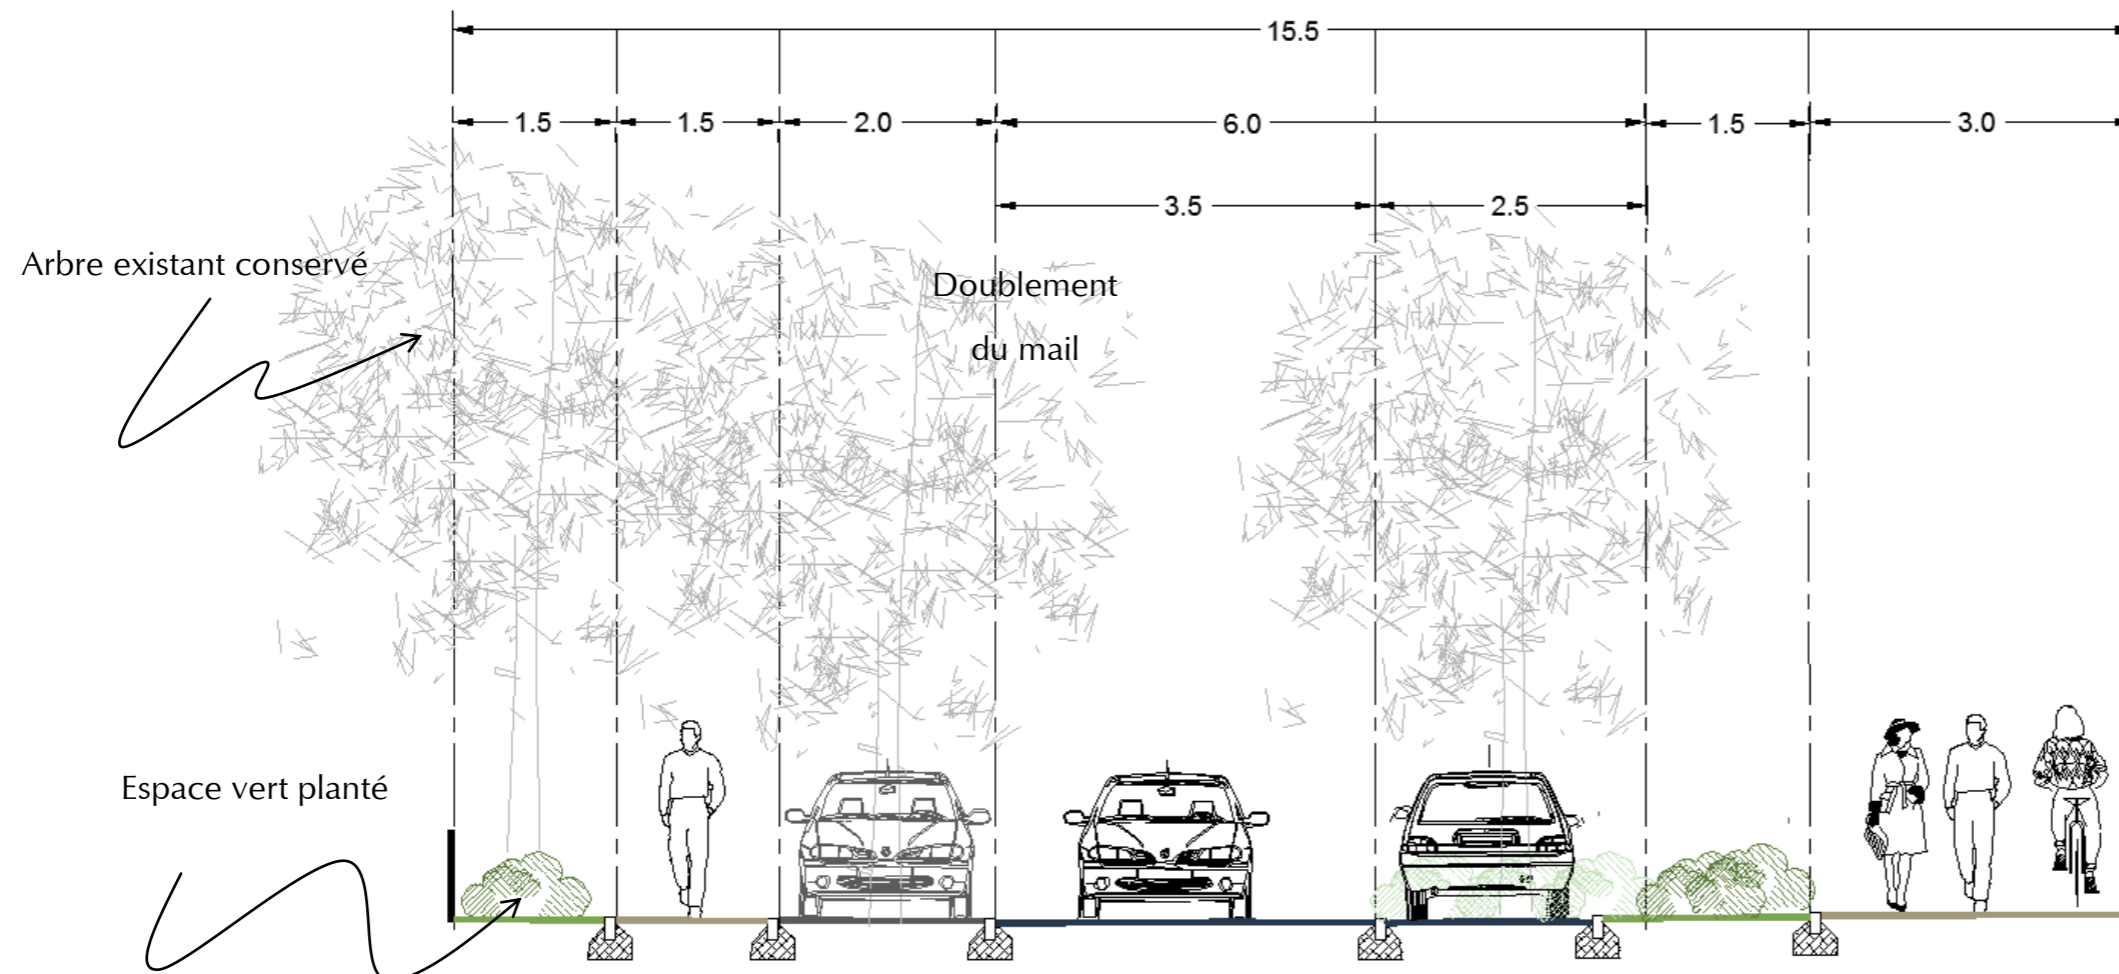 15.5
1.5
1.5
2.0
6.0
1.5
3.0
3.5
2.5
Arbre existant conservé
Doublement
du mail
Espace vert planté